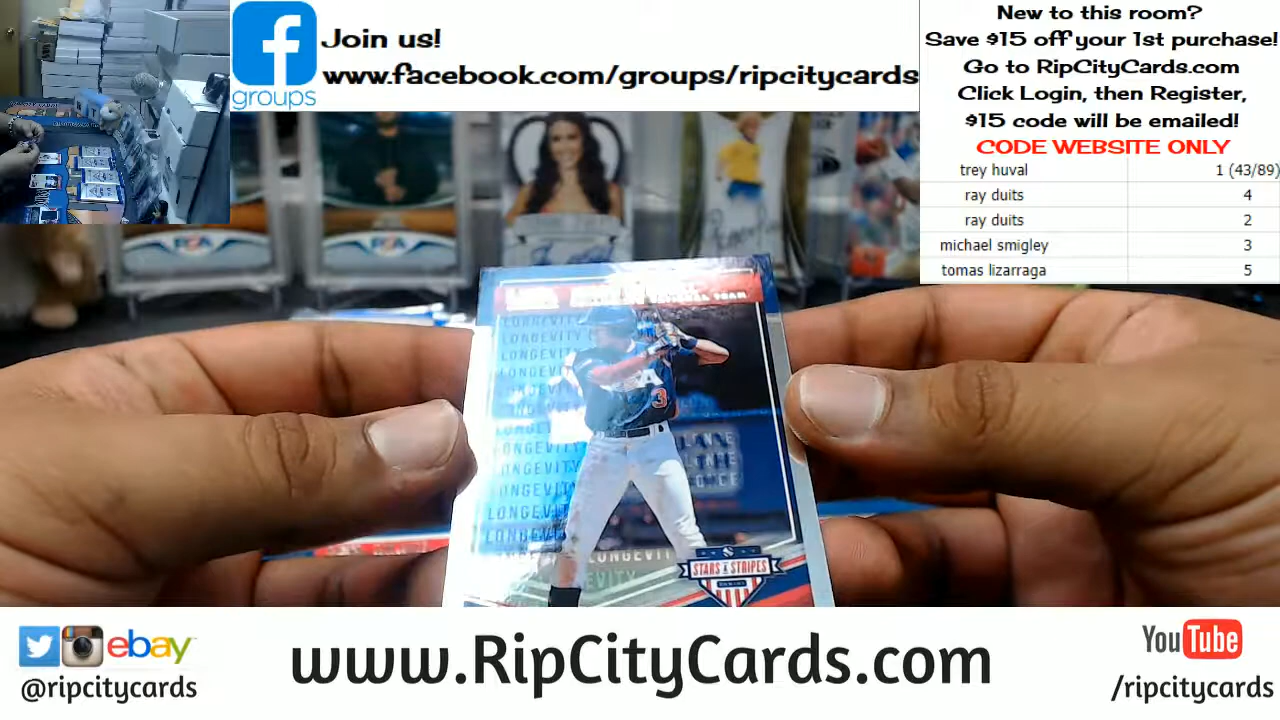 groups
Join us!
www.facebook.com/groups/ripcitycards
New to this room?
Save $15 off your 1st purchase!
Go to RipCityCards.com
Click Login, then Register,
$15 code will be emailed!
CODE WEBSITE ONLY
trey huval 1 (43/89)
ray duits 4
ray duits 2
michael smigley 3
tomas lizarraga 5
LONGEVITY
LONGEVITY
LONGEVITY
LONGEVITY
3
LONGEVITY
LONGEVITY
LONGEVITY
LONGEVITY
LONGEVITY
STARS & STRIPES
ebay
@ripcitycards
www.RipCityCards.com
YouTube
/ripcitycards